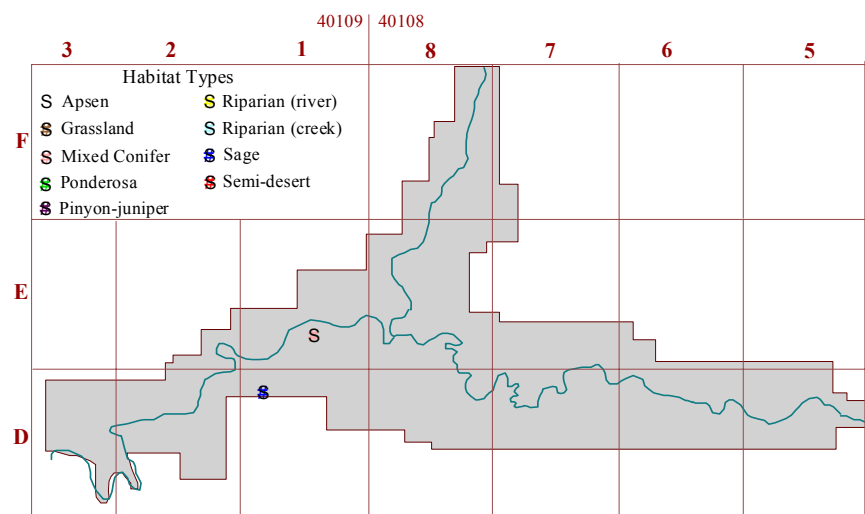 40109 40108
3 2 1 8 7 6 5
Habitat Types
S Apsen
S Riparian (river)
S Grassland
S Riparian (creek)
F
S Mixed Conifer
S Sage
S Ponderosa
S Semi-desert
S Pinyon-juniper
E
S
S
D